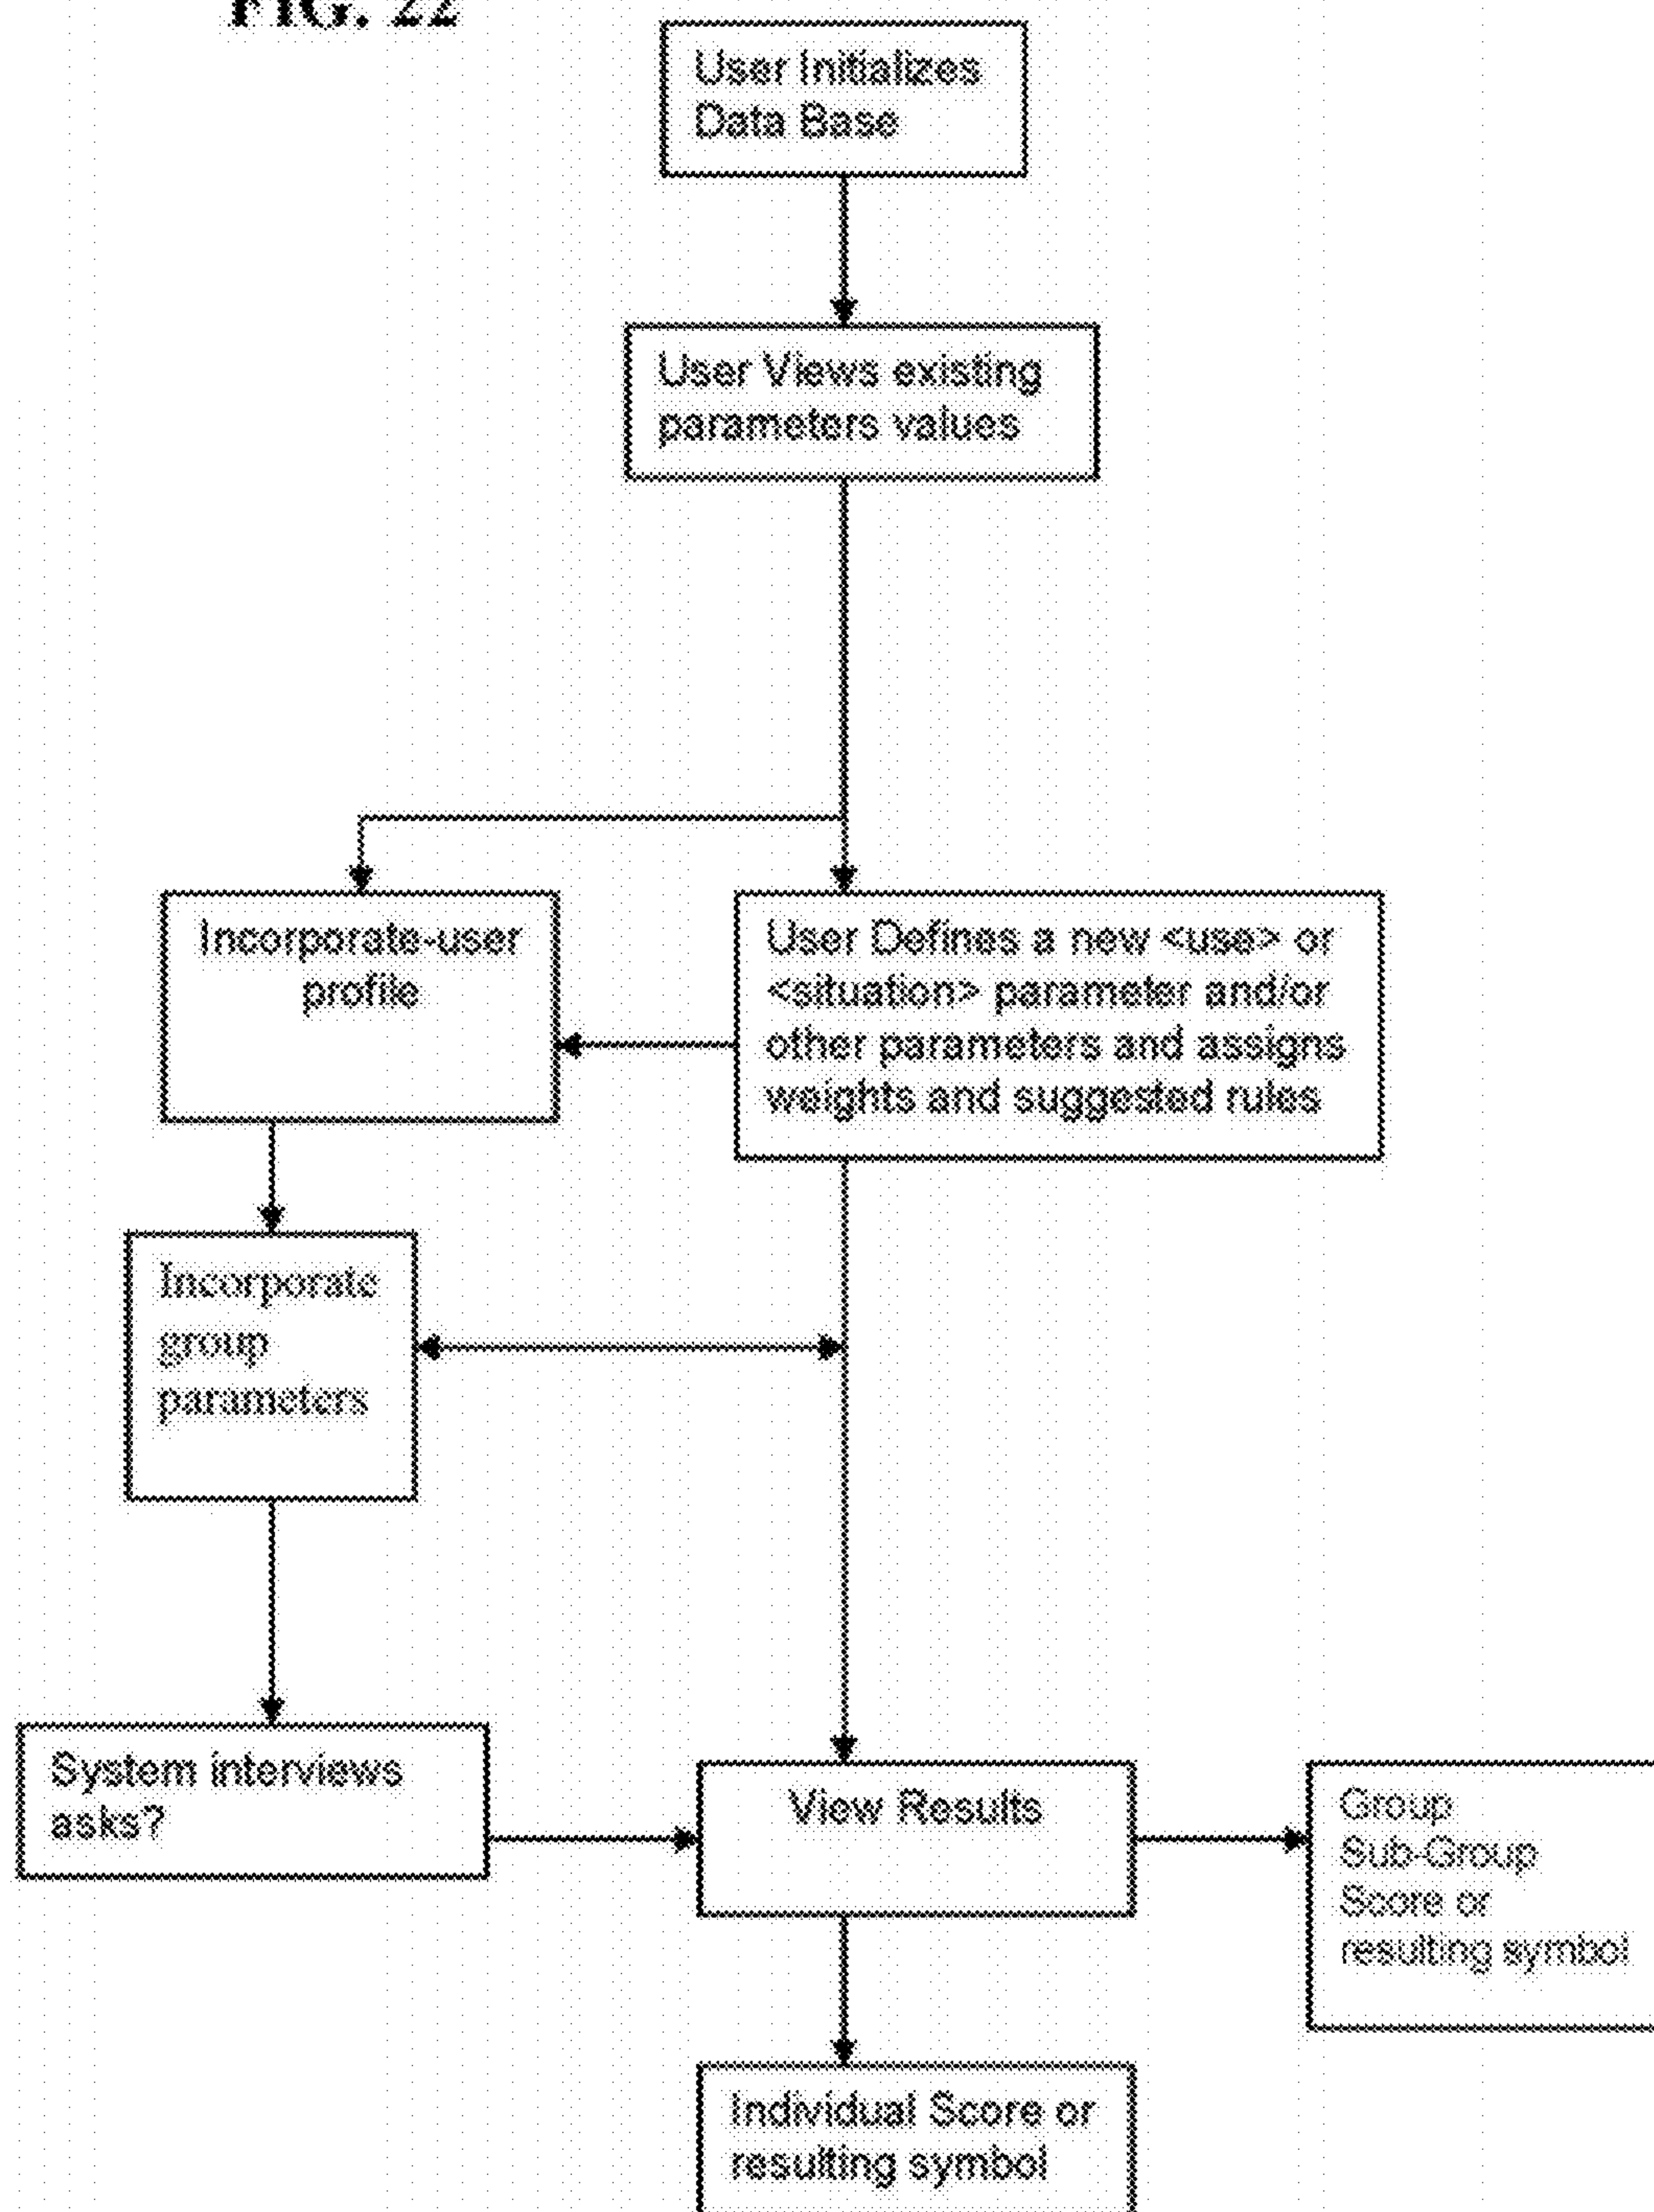 FIG. 22
User Initializes
Data Base
User Views existing
parameters values
Incorporate-user
profile
User Defines a new <use> or
<situation> parameter and/or
other parameters and assigns
weights and suggested rules
Incorporate
group
parameters
System interviews
asks?
View Results
Group
Sub-Group
Score or
resulting symbol
Individual Score or
resulting symbol